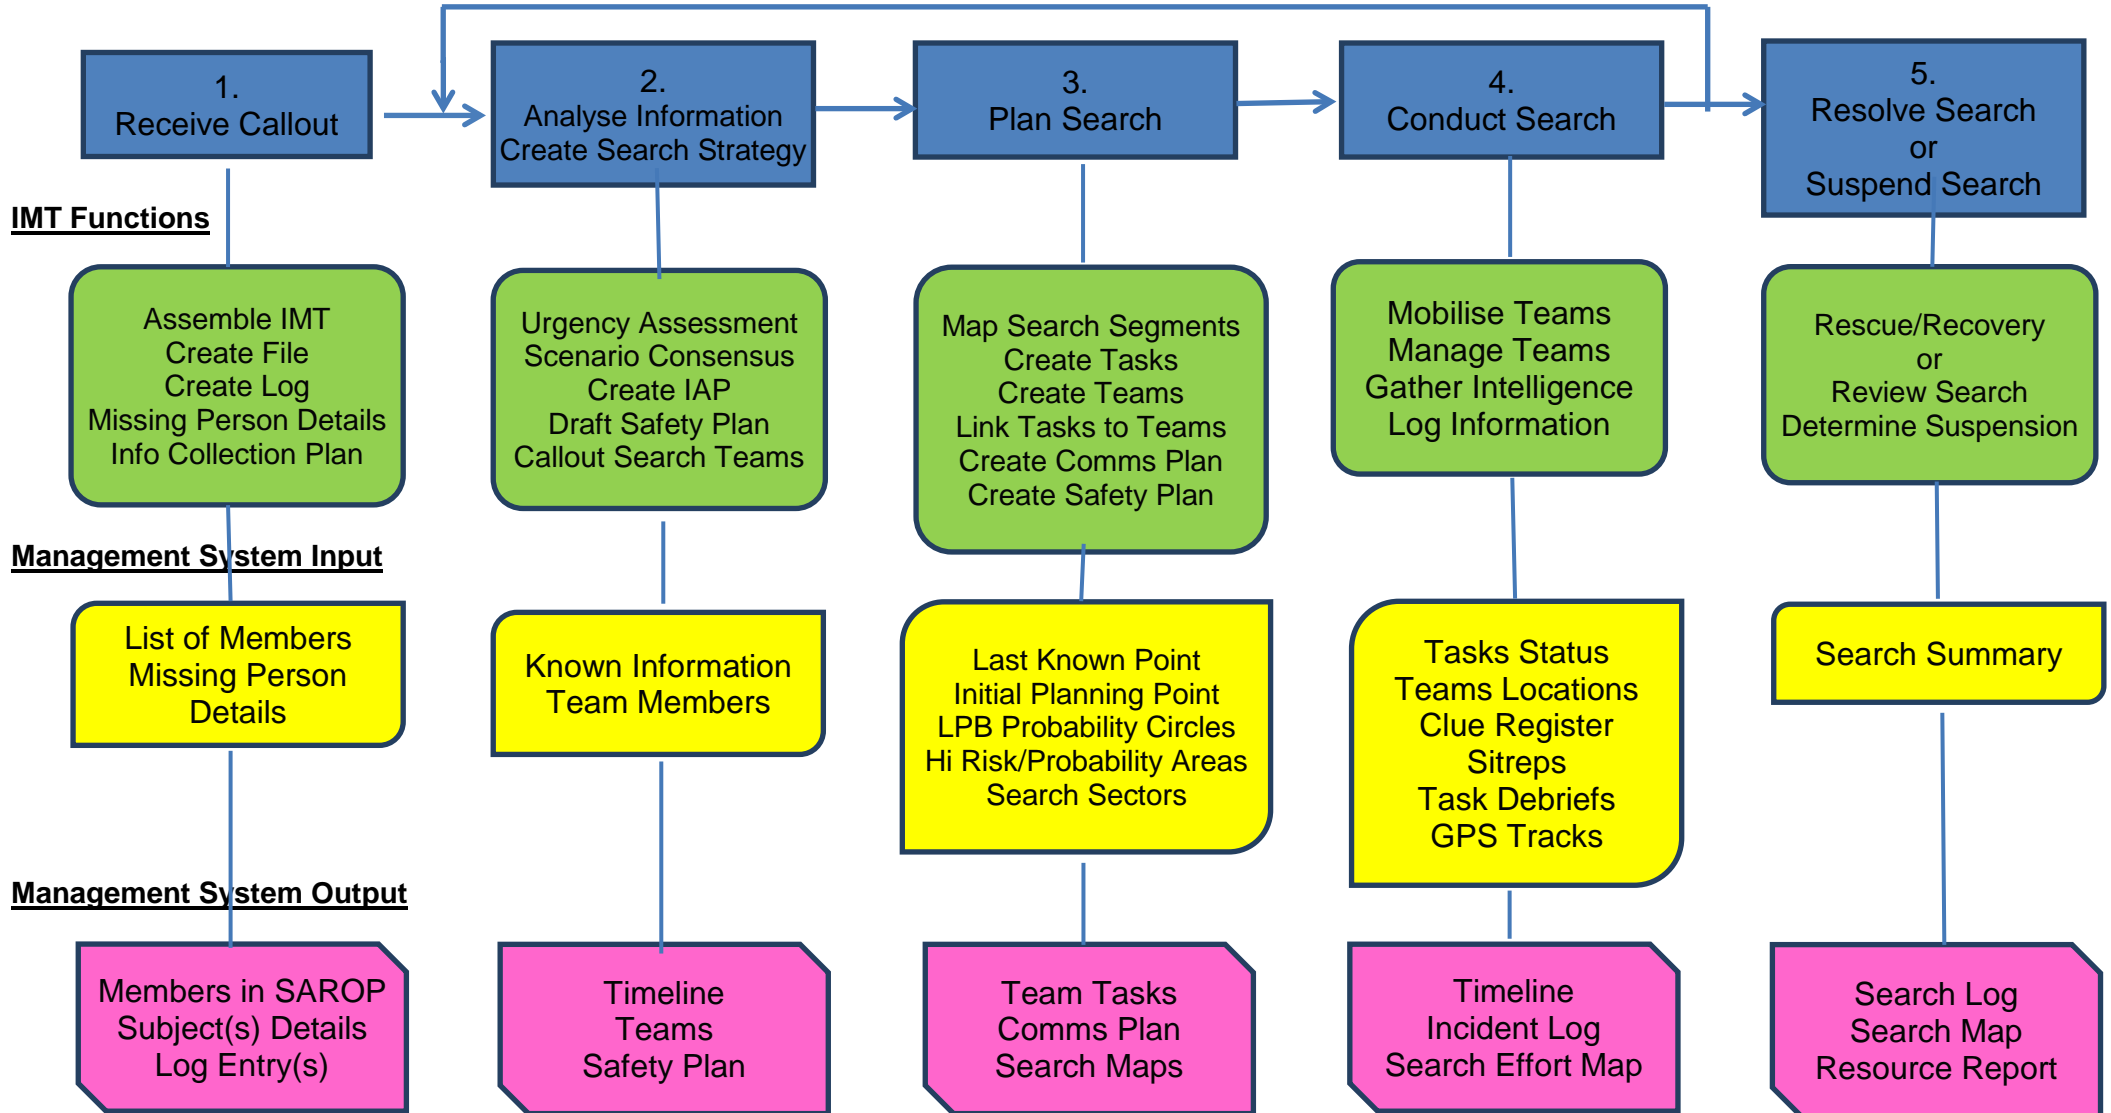 1.
Receive Callout
2.
Analyse Information
Create Search Strategy
3.
Plan Search
4.
Conduct Search
5.
Resolve Search
or
Suspend Search
IMT Functions
Assemble IMT
Create File
Create Log
Missing Person Details
Info Collection Plan
Urgency Assessment
Scenario Consensus
Create IAP
Draft Safety Plan
Callout Search Teams
Map Search Segments
Create Tasks
Create Teams
Link Tasks to Teams
Create Comms Plan
Create Safety Plan
Mobilise Teams
Manage Teams
Gather Intelligence
Log Information
Rescue/Recovery
or
Review Search
Determine Suspension
Management System Input
List of Members
Missing Person
Details
Known Information
Team Members
Last Known Point
Initial Planning Point
LPB Probability Circles
Hi Risk/Probability Areas
Search Sectors
Tasks Status
Teams Locations
Clue Register
Sitreps
Task Debriefs
GPS Tracks
Search Summary
Management System Output
Members in SAROP
Subject(s) Details
Log Entry(s)
Timeline
Teams
Safety Plan
Team Tasks
Comms Plan
Search Maps
Timeline
Incident Log
Search Effort Map
Search Log
Search Map
Resource Report